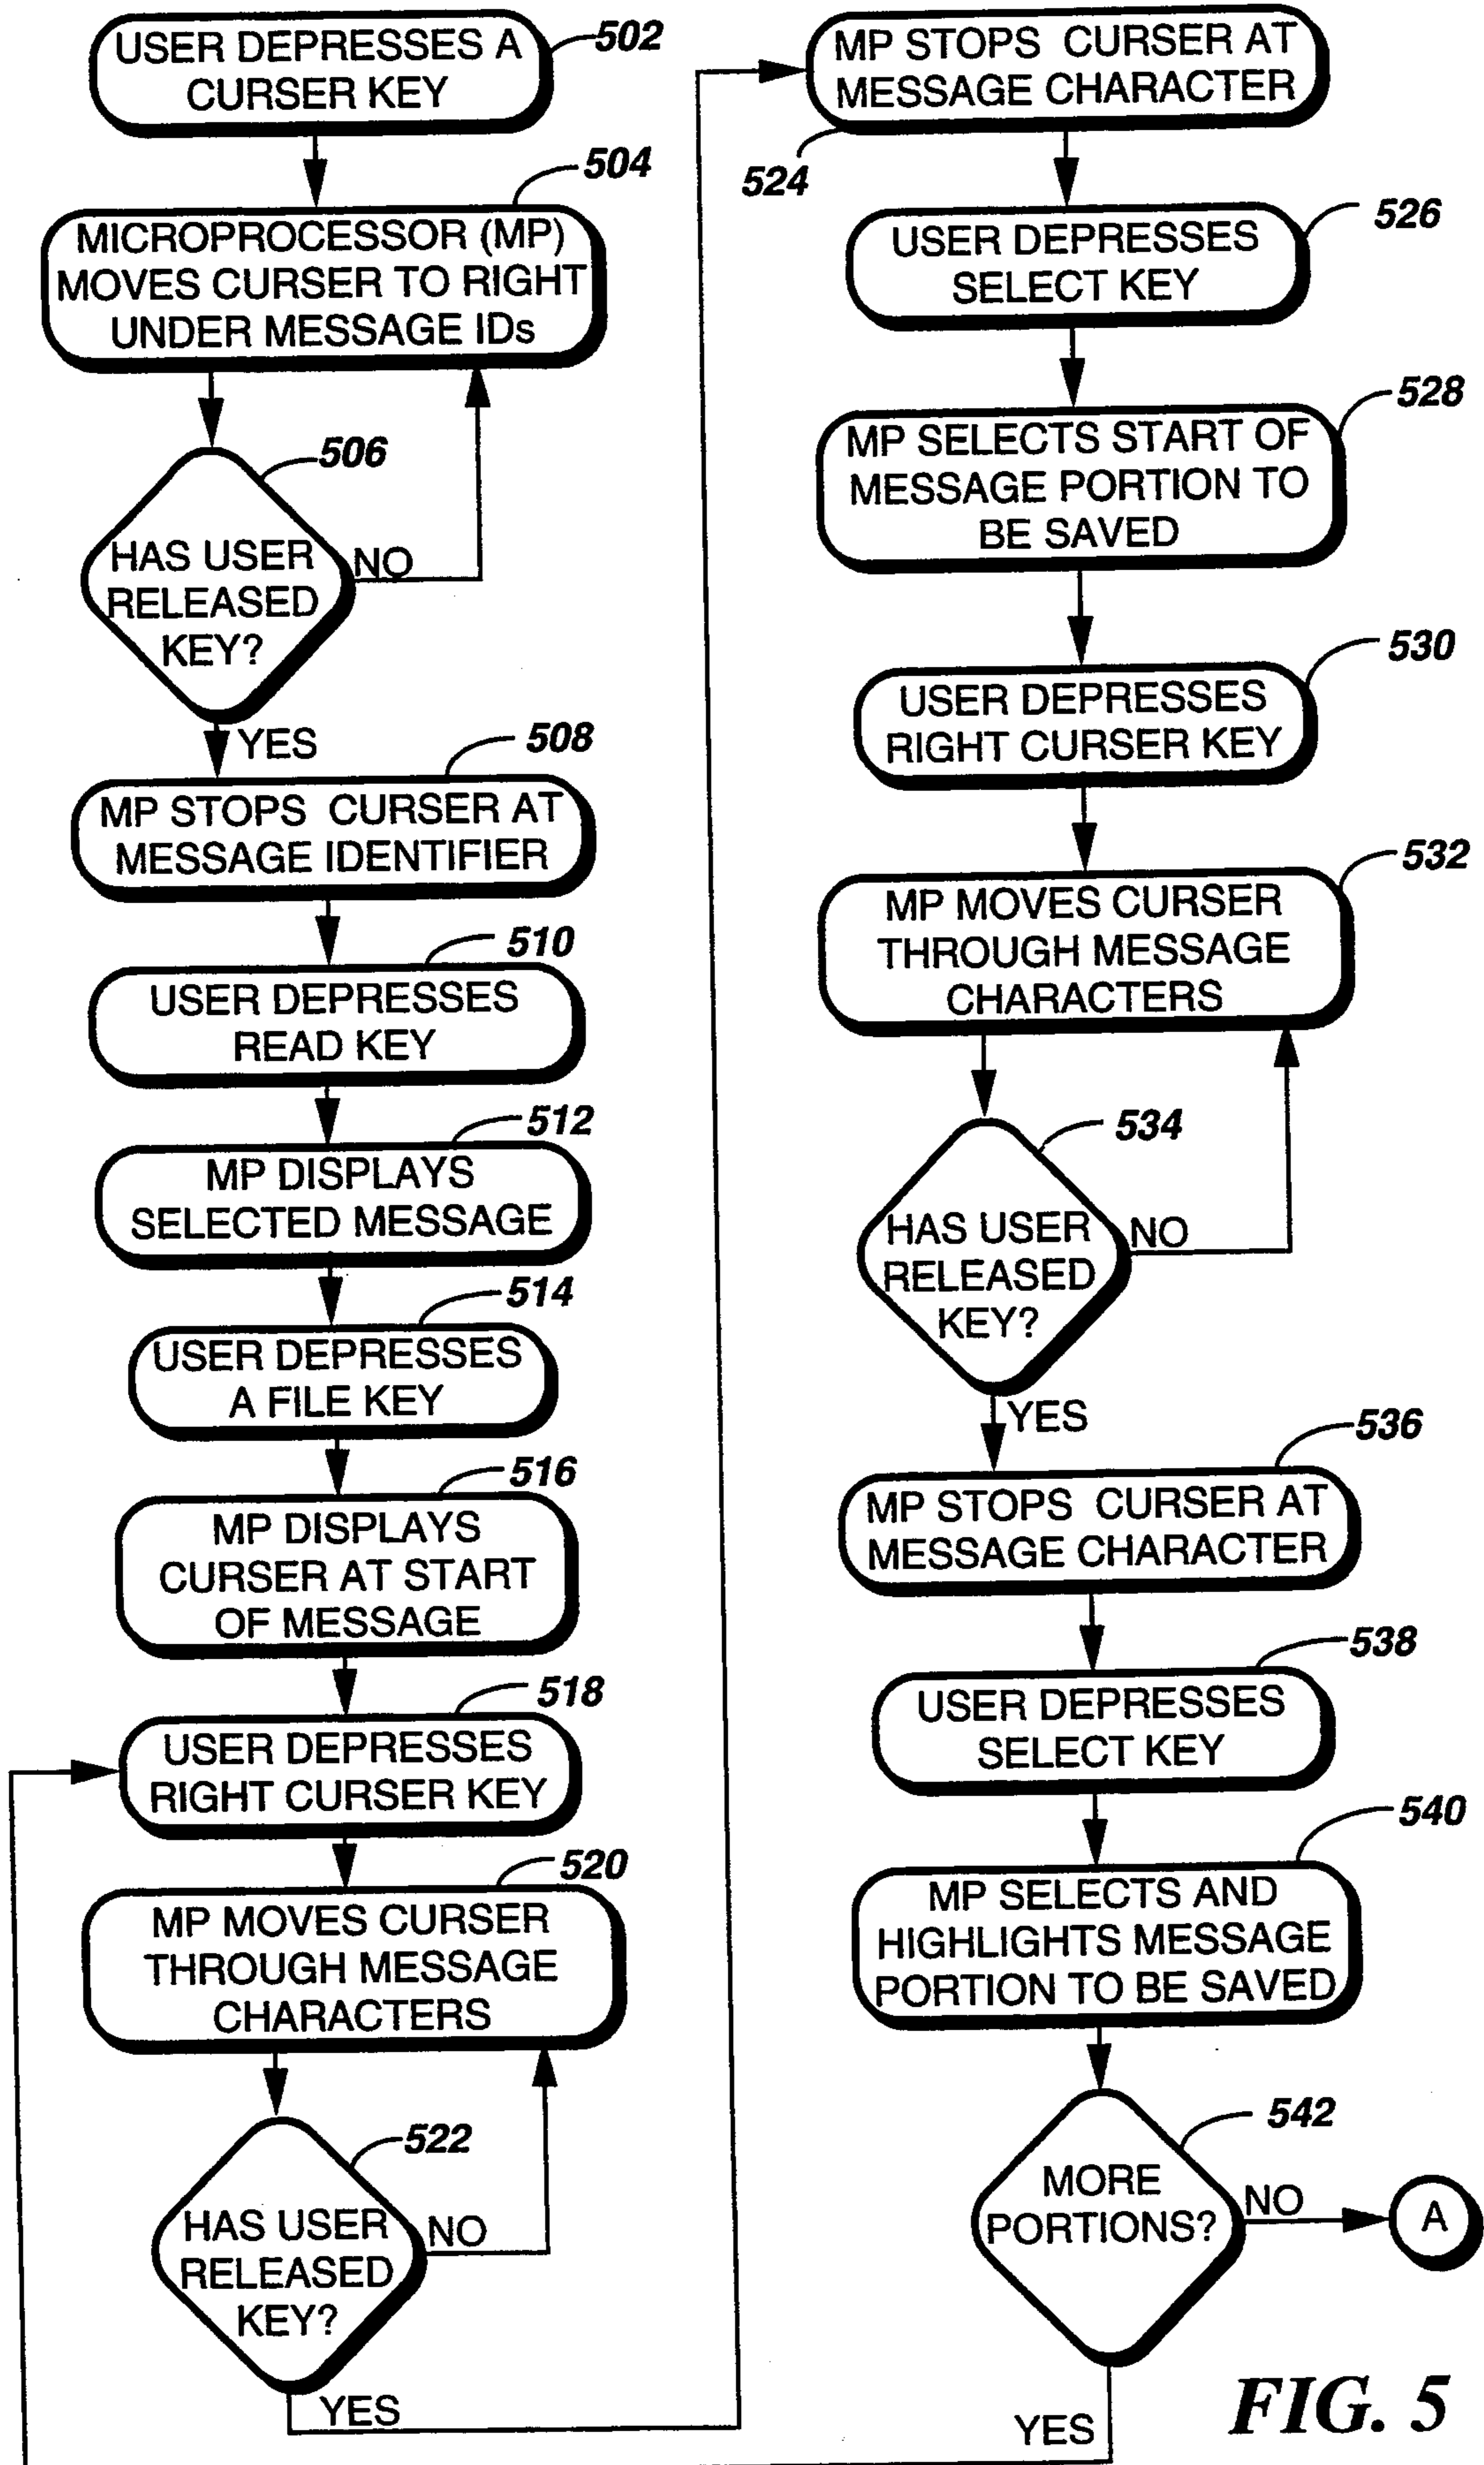 USER DEPRESSES A
CURSER KEY
502
504
MICROPROCESSOR (MP)
MOVES CURSER TO RIGHT
UNDER MESSAGE IDs
506
HAS USER
RELEASED
KEY?
NO
YES
508
MP STOPS CURSER AT
MESSAGE IDENTIFIER
510
USER DEPRESSES
READ KEY
512
MP DISPLAYS
SELECTED MESSAGE
514
USER DEPRESSES
A FILE KEY
516
MP DISPLAYS
CURSER AT START
OF MESSAGE
518
USER DEPRESSES
RIGHT CURSER KEY
520
MP MOVES CURSER
THROUGH MESSAGE
CHARACTERS
522
HAS USER
RELEASED
KEY?
NO
YES
MP STOPS CURSER AT
MESSAGE CHARACTER
524
526
USER DEPRESSES
SELECT KEY
528
MP SELECTS START OF
MESSAGE PORTION TO
BE SAVED
530
USER DEPRESSES
RIGHT CURSER KEY
532
MP MOVES CURSER
THROUGH MESSAGE
CHARACTERS
534
HAS USER
RELEASED
KEY?
NO
YES
536
MP STOPS CURSER AT
MESSAGE CHARACTER
538
USER DEPRESSES
SELECT KEY
540
MP SELECTS AND
HIGHLIGHTS MESSAGE
PORTION TO BE SAVED
542
MORE
PORTIONS?
NO
A
YES
FIG. 5